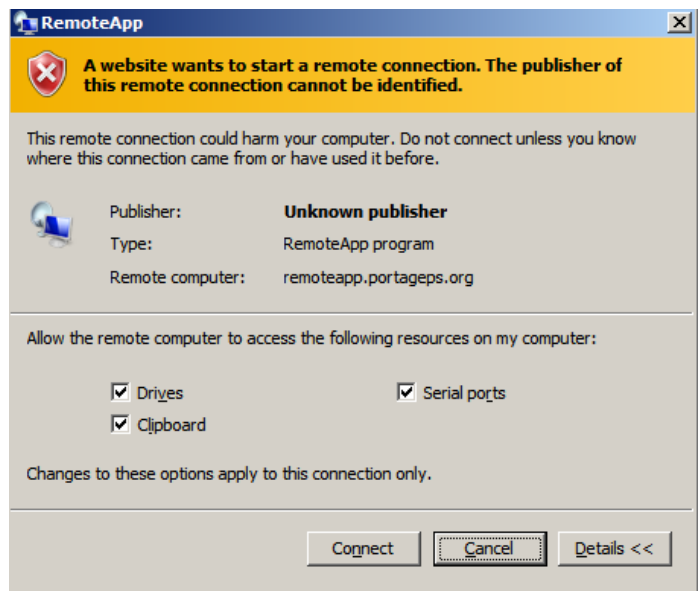 RemoteApp
A website wants to start a remote connection. The publisher of
this remote connection cannot be identified.
This remote connection could harm your computer. Do not connect unless you know
where this connection came from or have used it before.
Publisher: Unknown publisher
Type: RemoteApp program
Remote computer: remoteapp.portageps.org
Allow the remote computer to access the following resources on my computer:
Drives Serial ports
Clipboard
Changes to these options apply to this connection only.
Connect Cancel Details <<